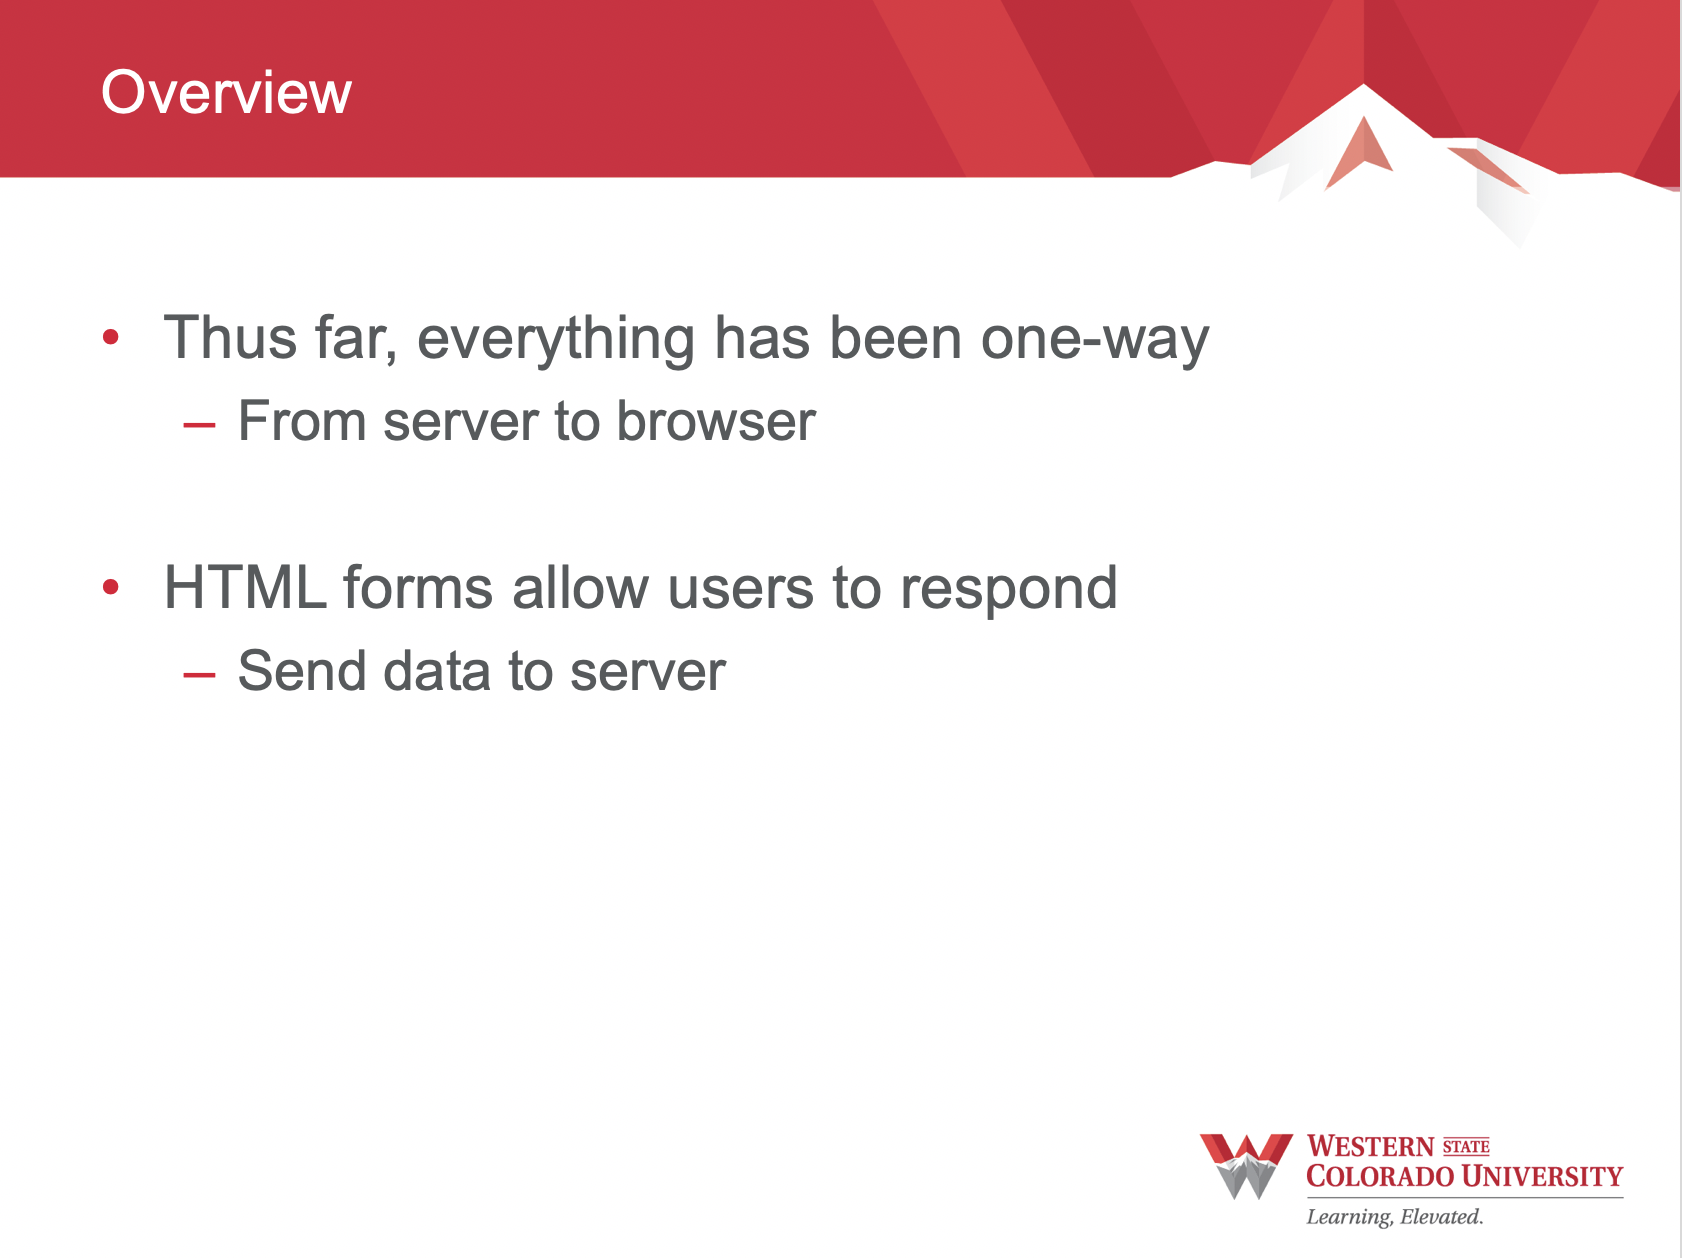 Overview
• Thus far, everything has been one-way
– From server to browser
• HTML forms allow users to respond
– Send data to server
WESTERN STATE
COLORADO UNIVERSITY
Learning, Elevated.